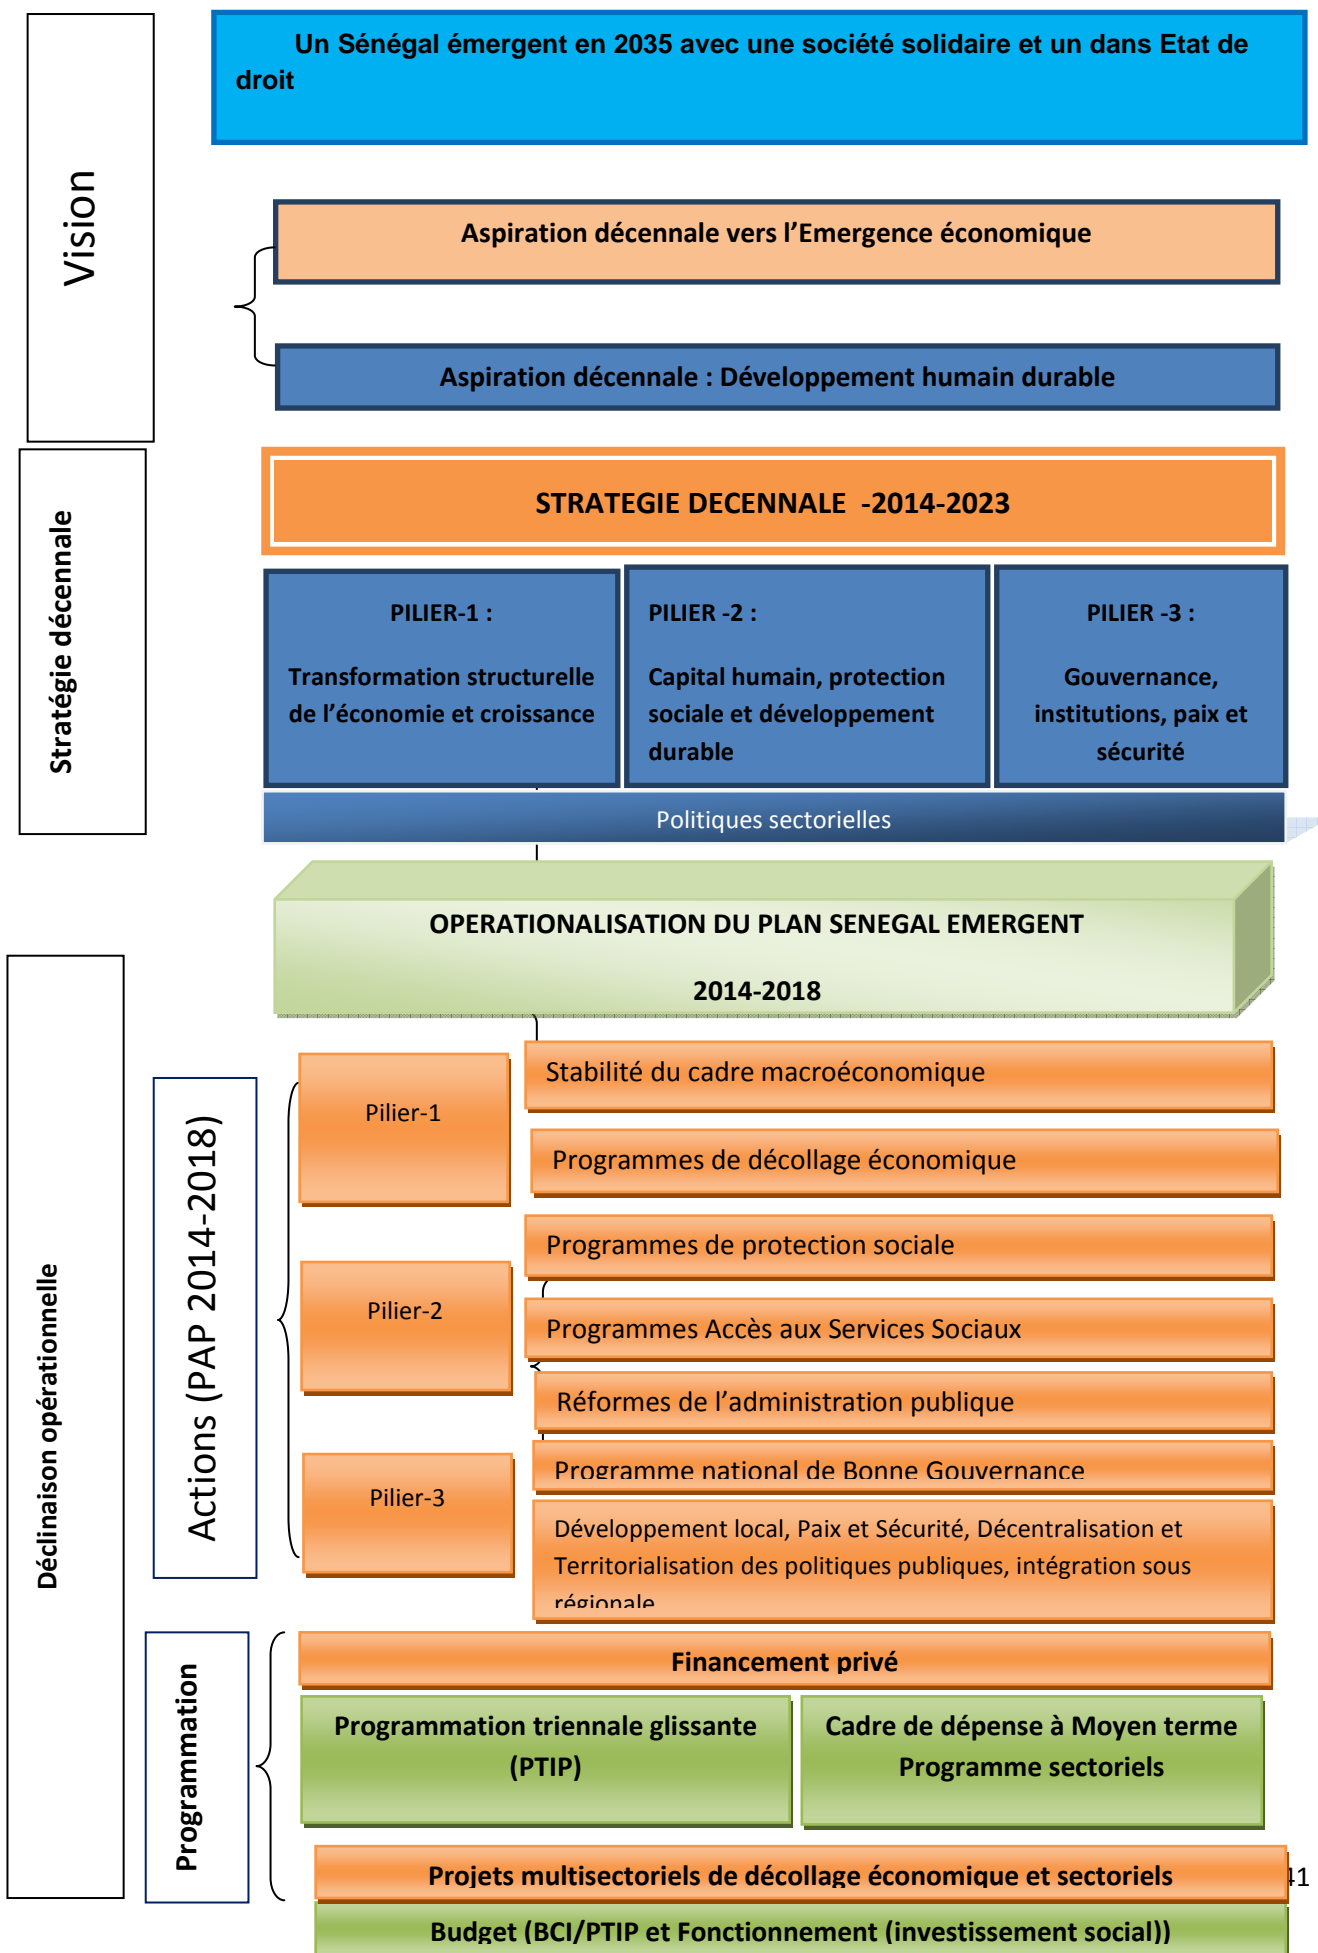 Vision
Un Sénégal émergent en 2035 avec une société solidaire et un dans Etat de
droit
Aspiration décennale vers l’Emergence économique
Aspiration décennale : Développement humain durable
Stratégie décennale
STRATEGIE DECENNALE -2014-2023
PILIER-1 :
Transformation structurelle
de l’économie et croissance
PILIER -2 :
Capital humain, protection
sociale et développement
durable
PILIER -3 :
Gouvernance,
institutions, paix et
sécurité
Politiques sectorielles
OPERATIONALISATION DU PLAN SENEGAL EMERGENT
2014-2018
Déclinaison opérationnelle
Actions (PAP 2014-2018)
Pilier-1
Stabilité du cadre macroéconomique
Programmes de décollage économique
Pilier-2
Programmes de protection sociale
Programmes Accès aux Services Sociaux
Réformes de l’administration publique
Pilier-3
Programme national de Bonne Gouvernance
Développement local, Paix et Sécurité, Décentralisation et
Territorialisation des politiques publiques, intégration sous
régionale
Programmation
Financement privé
Programmation triennale glissante
(PTIP)
Cadre de dépense à Moyen terme
Programme sectoriels
Projets multisectoriels de décollage économique et sectoriels
41
Budget (BCI/PTIP et Fonctionnement (investissement social))